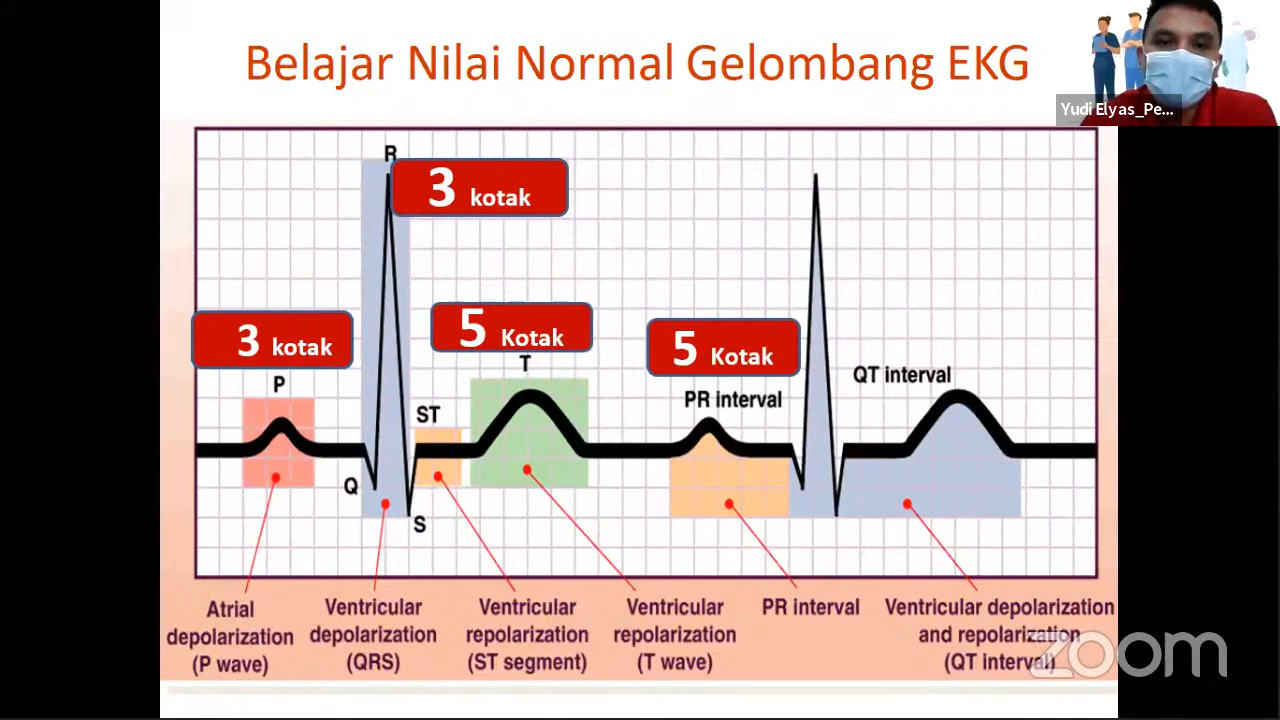 Belajar Nilai Normal Gelombang EKG
Yudi Elyas_Pe...
R
3 kotak
3 kotak
5 Kotak
5 Kotak
P
T
QT interval
PR interval
ST
Q
S
Atrial
depolarization
(P wave)
Ventricular
depolarization
(QRS)
Ventricular
repolarization
(ST segment)
Ventricular
repolarization
(T wave)
PR interval
Ventricular depolarization
and repolarization
(QT interval)
zoom